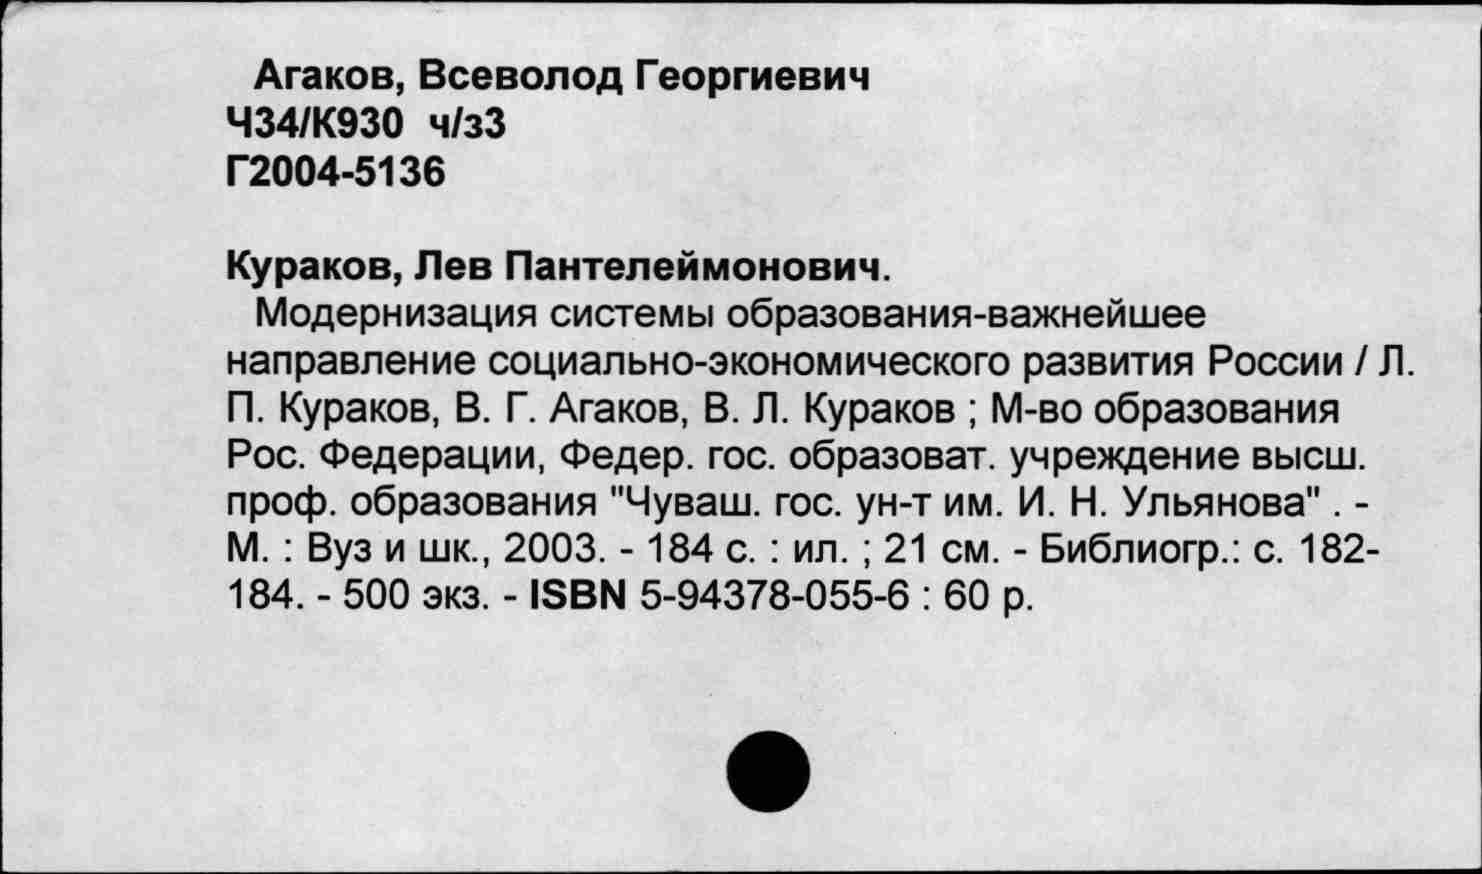 Агаков, Всеволод Георгиевич
Ч34/К930 ч/з3
Г2004-5136
Кураков, Лев Пантелеймонович.
Модернизация системы образования-важнейшее
направление социально-экономического развития России / Л.
П. Кураков, В. Г. Агаков, В. Л. Кураков ; М-во образования
Рос. Федерации, Федер. гос. образоват. учреждение высш.
проф. образования "Чуваш. гос. ун-т им. И. Н. Ульянова" . -
М. : Вуз и шк., 2003. - 184 с. : ил. ; 21 см. - Библиогр.: с. 182-
184. - 500 экз. - ISBN 5-94378-055-6 : 60 р.